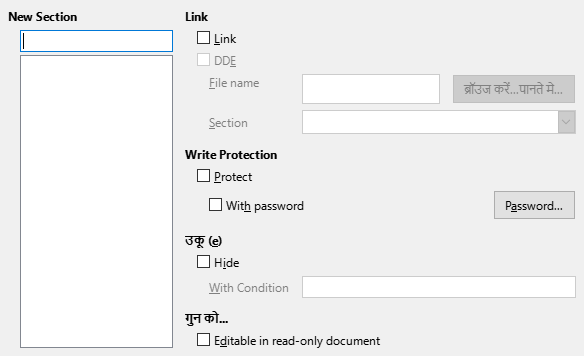 New Section
Link
Link
DDE
File name
ब्रॉउज करें...पानते मे...
Section
Write Protection
Protect
With password
Password...
उकू (e)
Hide
With Condition
गुन को...
Editable in read-only document